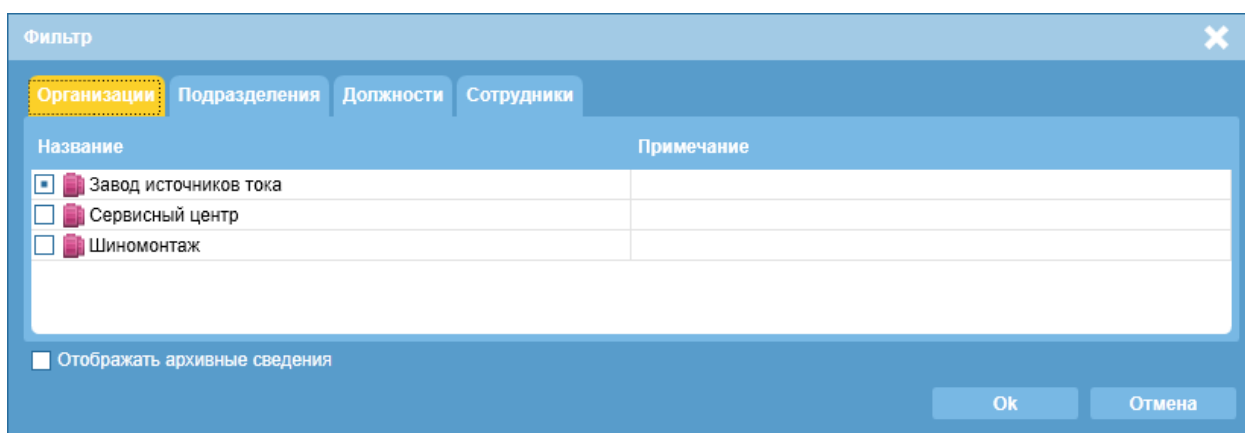 Фильтр
Организации Подразделения Должности Сотрудники
Название Примечание
Завод источников тока
Сервисный центр
Шиномонтаж
Отображать архивные сведения
Ok Отмена